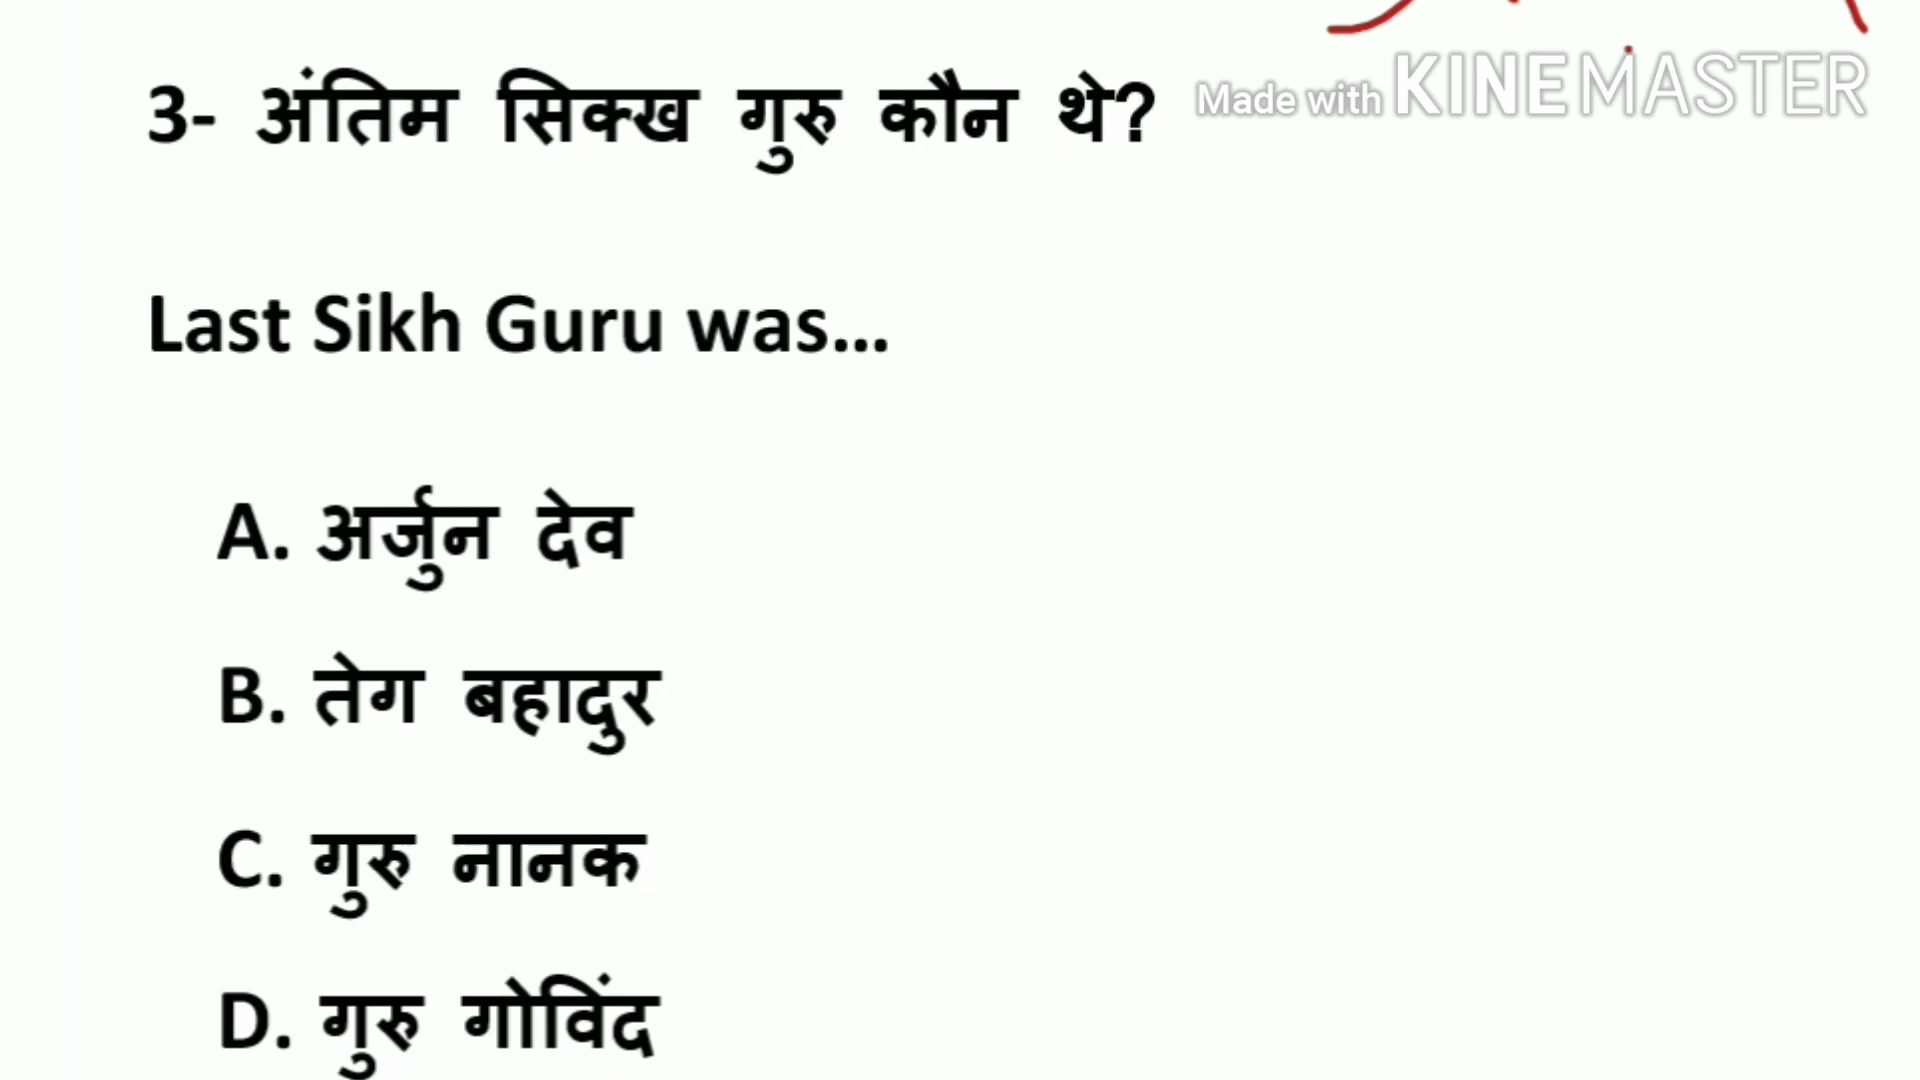 3- अंतिम सिक्ख गुरु कौन थे? Made with KINEMASTER
Last Sikh Guru was...
A. अर्जुन देव
B. तेग बहादुर
C. गुरु नानक
D. गुरु गोविंद